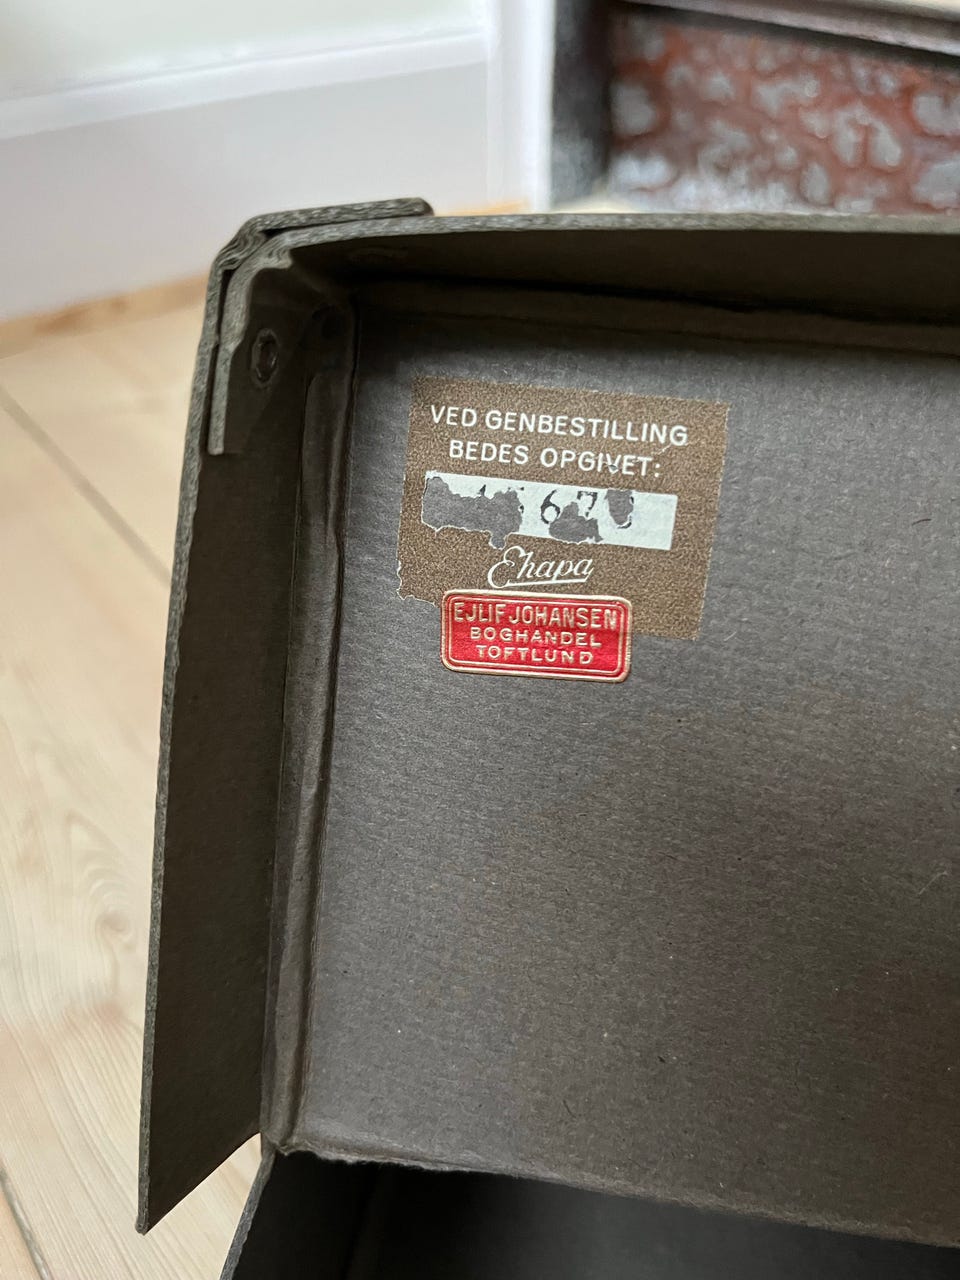 VED GENBESTILLING
BEDES OPGIVET:
Ehapa
EJLIF JOHANSEN
BOGHANDEL
TOFTLUND